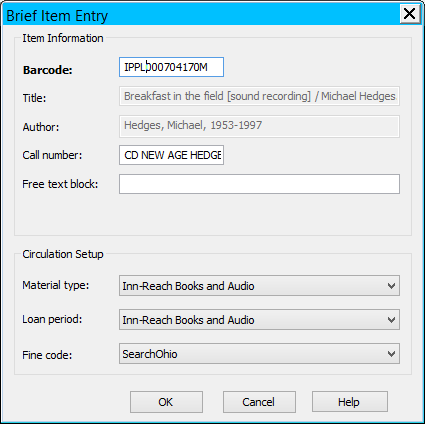 Brief Item Entry
Item Information
Barcode: IPPL000704170M
Title: Breakfast in the field [sound recording] / Michael Hedges
Author: Hedges, Michael, 1953-1997
Call number: CD NEW AGE HEDGE
Free text block:
Circulation Setup
Material type: Inn-Reach Books and Audio
Loan period: Inn-Reach Books and Audio
Fine code: SearchOhio
OK Cancel Help